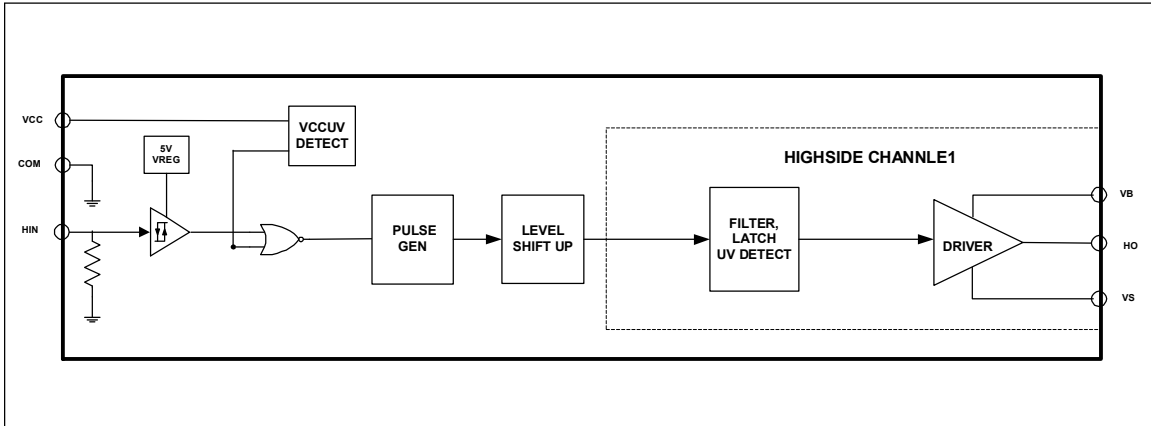 VCC
COM
HIN
5V
VREG
VCCUV
DETECT
PULSE
GEN
LEVEL
SHIFT UP
HIGHSIDE CHANNLE1
FILTER,
LATCH
UV DETECT
DRIVER
VB
HO
VS